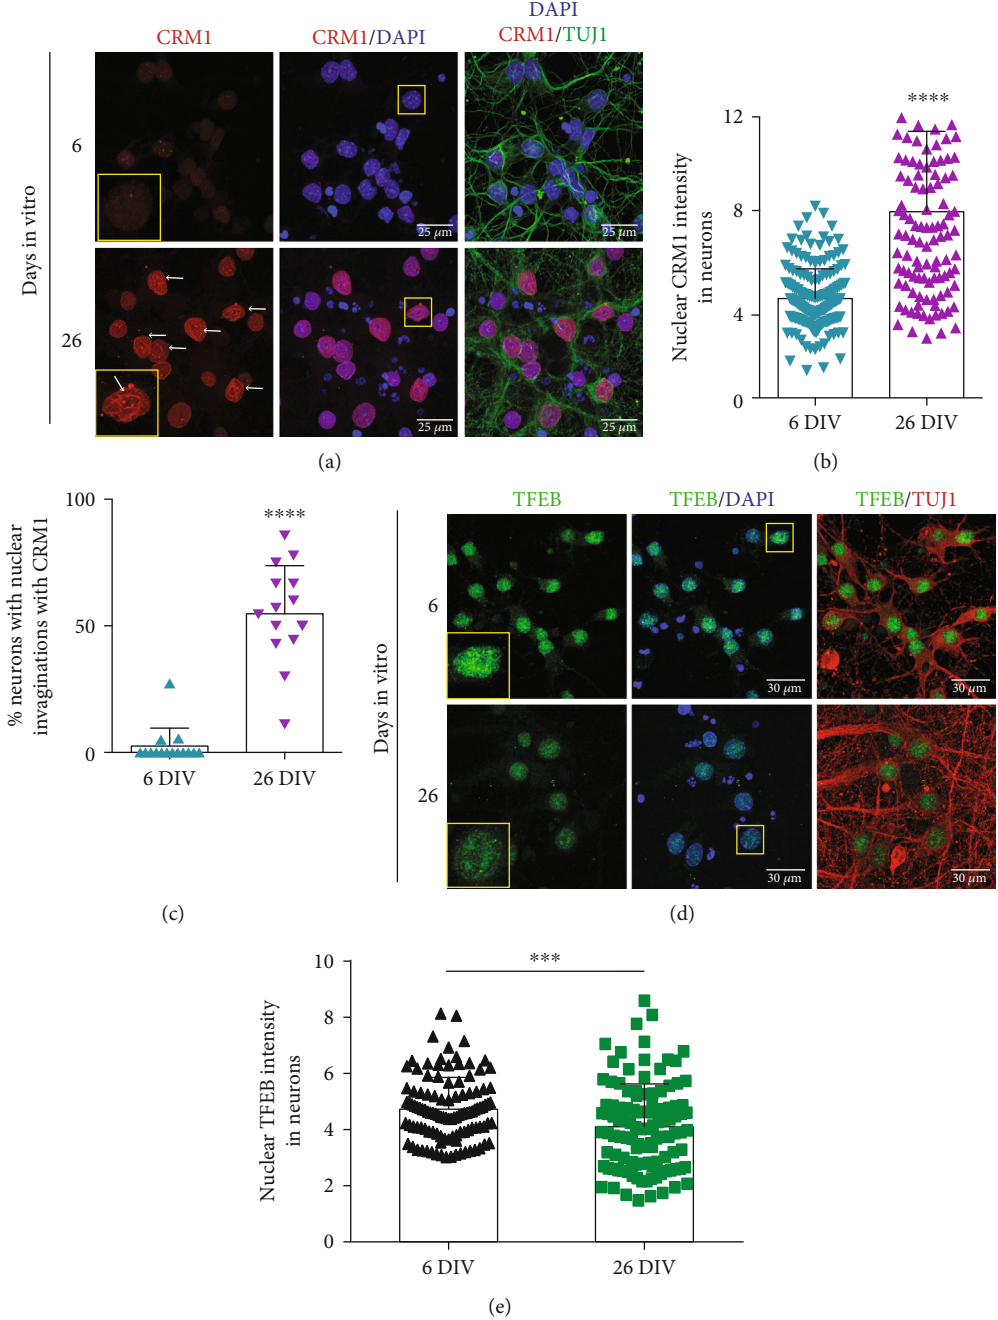 DAPI
CRM1 CRM1/DAPI CRM1/TUJ1
Days in vitro
6
25 µm 25 µm
26
25 µm 25 µm
(a)
Nuclear CRM1 intensity
in neurons
12
8
4
0
****
6 DIV 26 DIV
(b)
% neurons with nuclear
invaginations with CRM1
100
50
0
****
6 DIV 26 DIV
(c)
TFEB TFEB/DAPI TFEB/TUJ1
Days in vitro
6
30 µm 30 µm
26
30 µm 30 µm
(d)
Nuclear TFEB intensity
in neurons
10
8
6
4
2
0
***
6 DIV 26 DIV
(e)